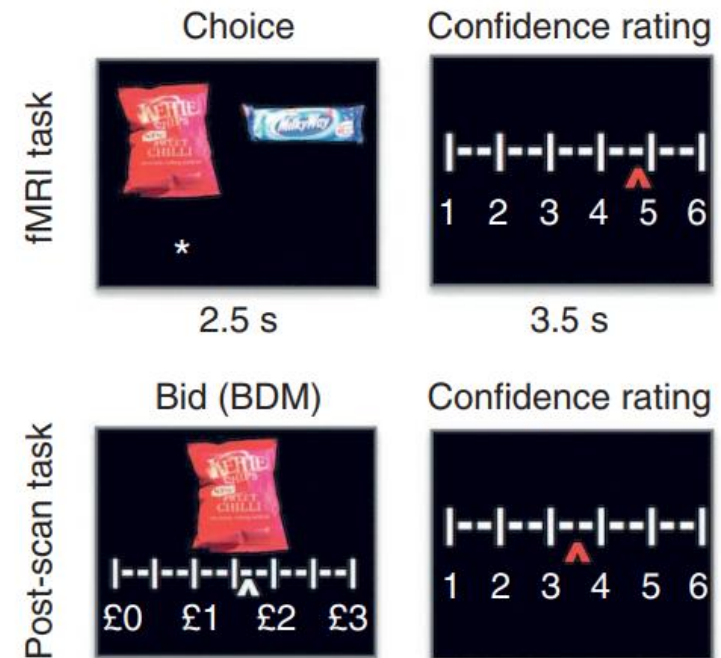 Choice
Confidence rating
fMRI task
KETTLE
CHIPS
SWEET
CHILLI
MilkyWay
*
1 2 3 4 5 6
2.5 s
3.5 s
Bid (BDM)
Confidence rating
Post-scan task
KETTLE
CHIPS
SWEET
CHILLI
£0 £1 £2 £3
1 2 3 4 5 6